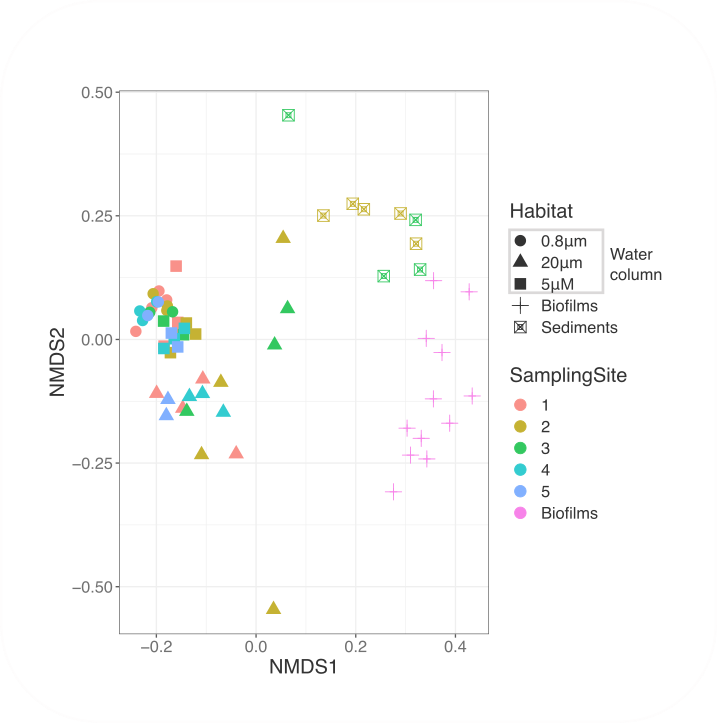 0.50
0.25
0.00
−0.25
−0.50
NMDS2
−0.2 0.0 0.2 0.4
NMDS1
Habitat
0.8µm
20µm
5µM
Water
column
Biofilms
Sediments
SamplingSite
1
2
3
4
5
Biofilms